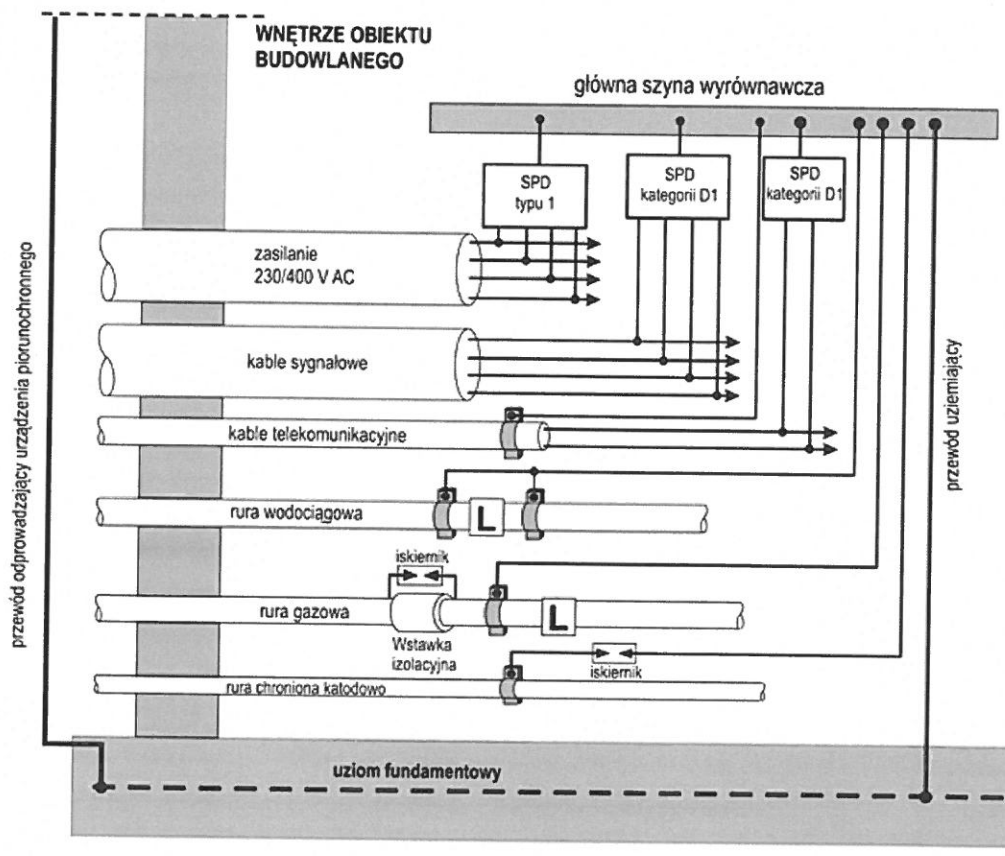 WNĘTRZE OBIEKTU
BUDOWLANEGO
główna szyna wyrównawcza
SPD
typu 1
SPD
kategorii D1
SPD
kategorii D1
zasilanie
230/400 V AC
kable sygnałowe
kable telekomunikacyjne
rura wodociągowa
L
iskiernik
rura gazowa
L
Wstawka
izolacyjna
iskiernik
rura chroniona katodowo
uziom fundamentowy
przewód odprowadzający urządzenia piorunochronnego
przewód uziemiający